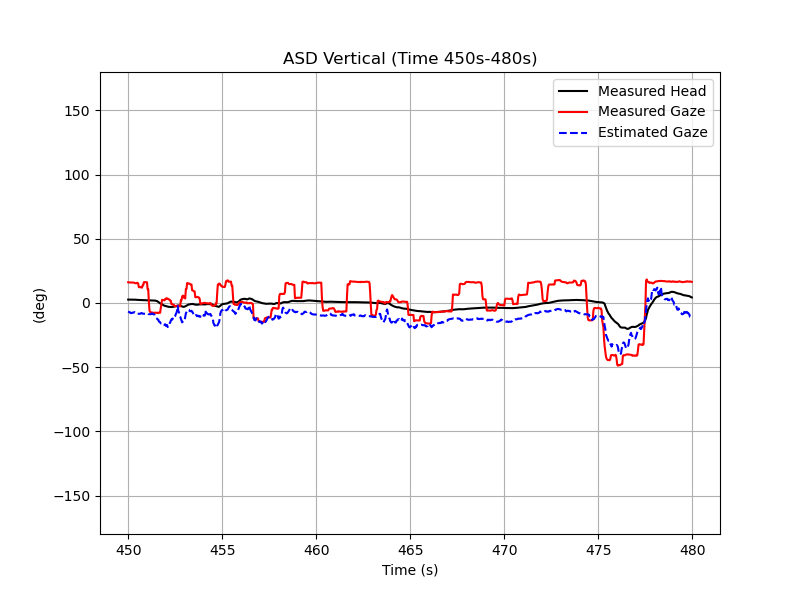 ASD Vertical (Time 450s-480s)
Measured Head
Measured Gaze
Estimated Gaze
150
100
50
0
−50
−100
−150
(deg)
450 455 460 465 470 475 480
Time (s)